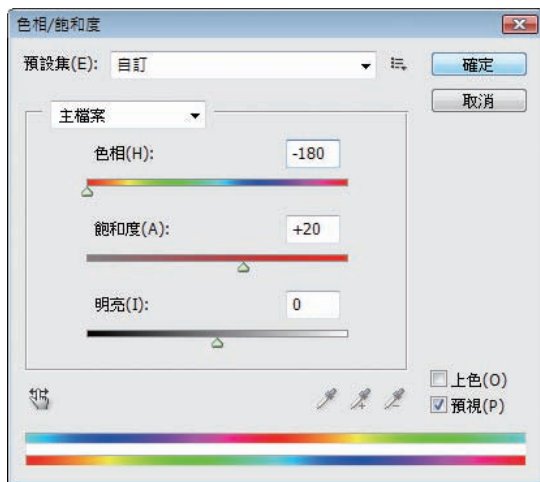 色相/飽和度
預設集(E): 自訂
確定
取消
主檔案
色相(H): -180
飽和度(A): +20
明亮(I): 0
上色(O)
預視(P)